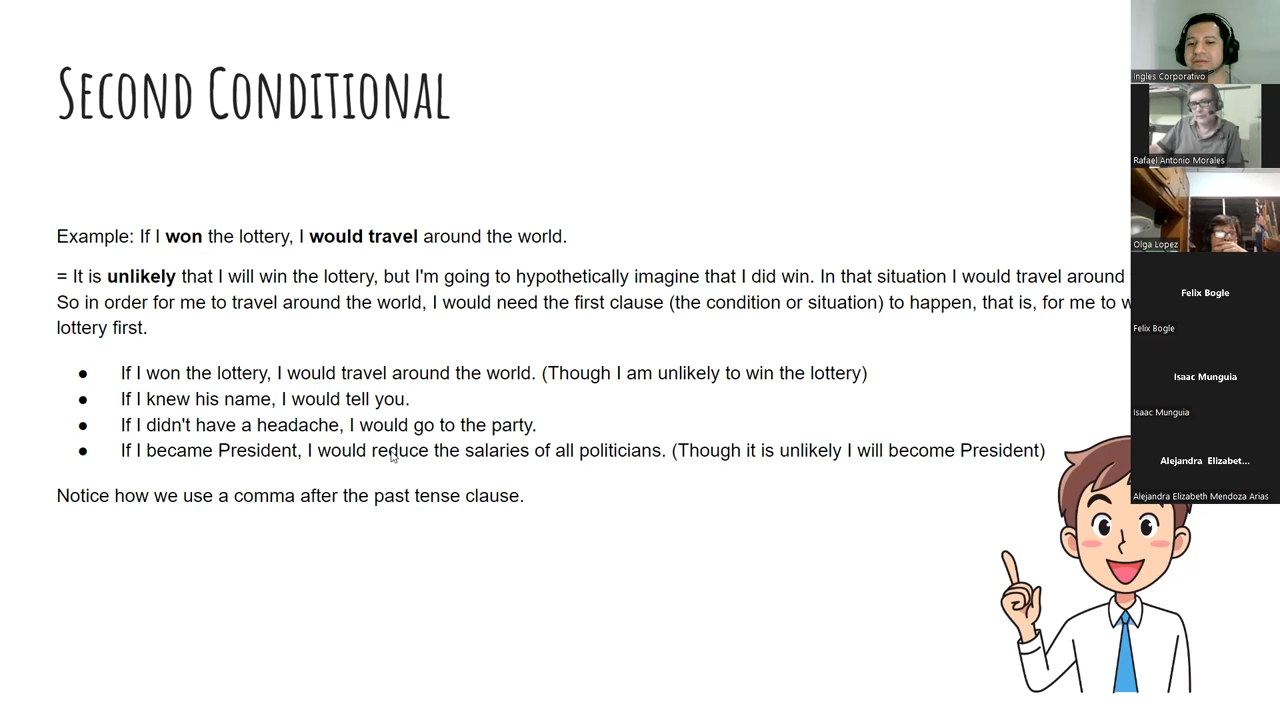 SECOND CONDITIONAL
Example: If I won the lottery, I would travel around the world.
= It is unlikely that I will win the lottery, but I'm going to hypothetically imagine that I did win. In that situation I would travel around
So in order for me to travel around the world, I would need the first clause (the condition or situation) to happen, that is, for me to w
lottery first.
● If I won the lottery, I would travel around the world. (Though I am unlikely to win the lottery)
● If I knew his name, I would tell you.
● If I didn't have a headache, I would go to the party.
● If I became President, I would reduce the salaries of all politicians. (Though it is unlikely I will become President)
Notice how we use a comma after the past tense clause.
Ingles Corporativo
Rafael Antonio Morales
Olga Lopez
Felix Bogle
Felix Bogle
Isaac Munguia
Isaac Munguia
Alejandra Elizabet...
Alejandra Elizabeth Mendoza Arias